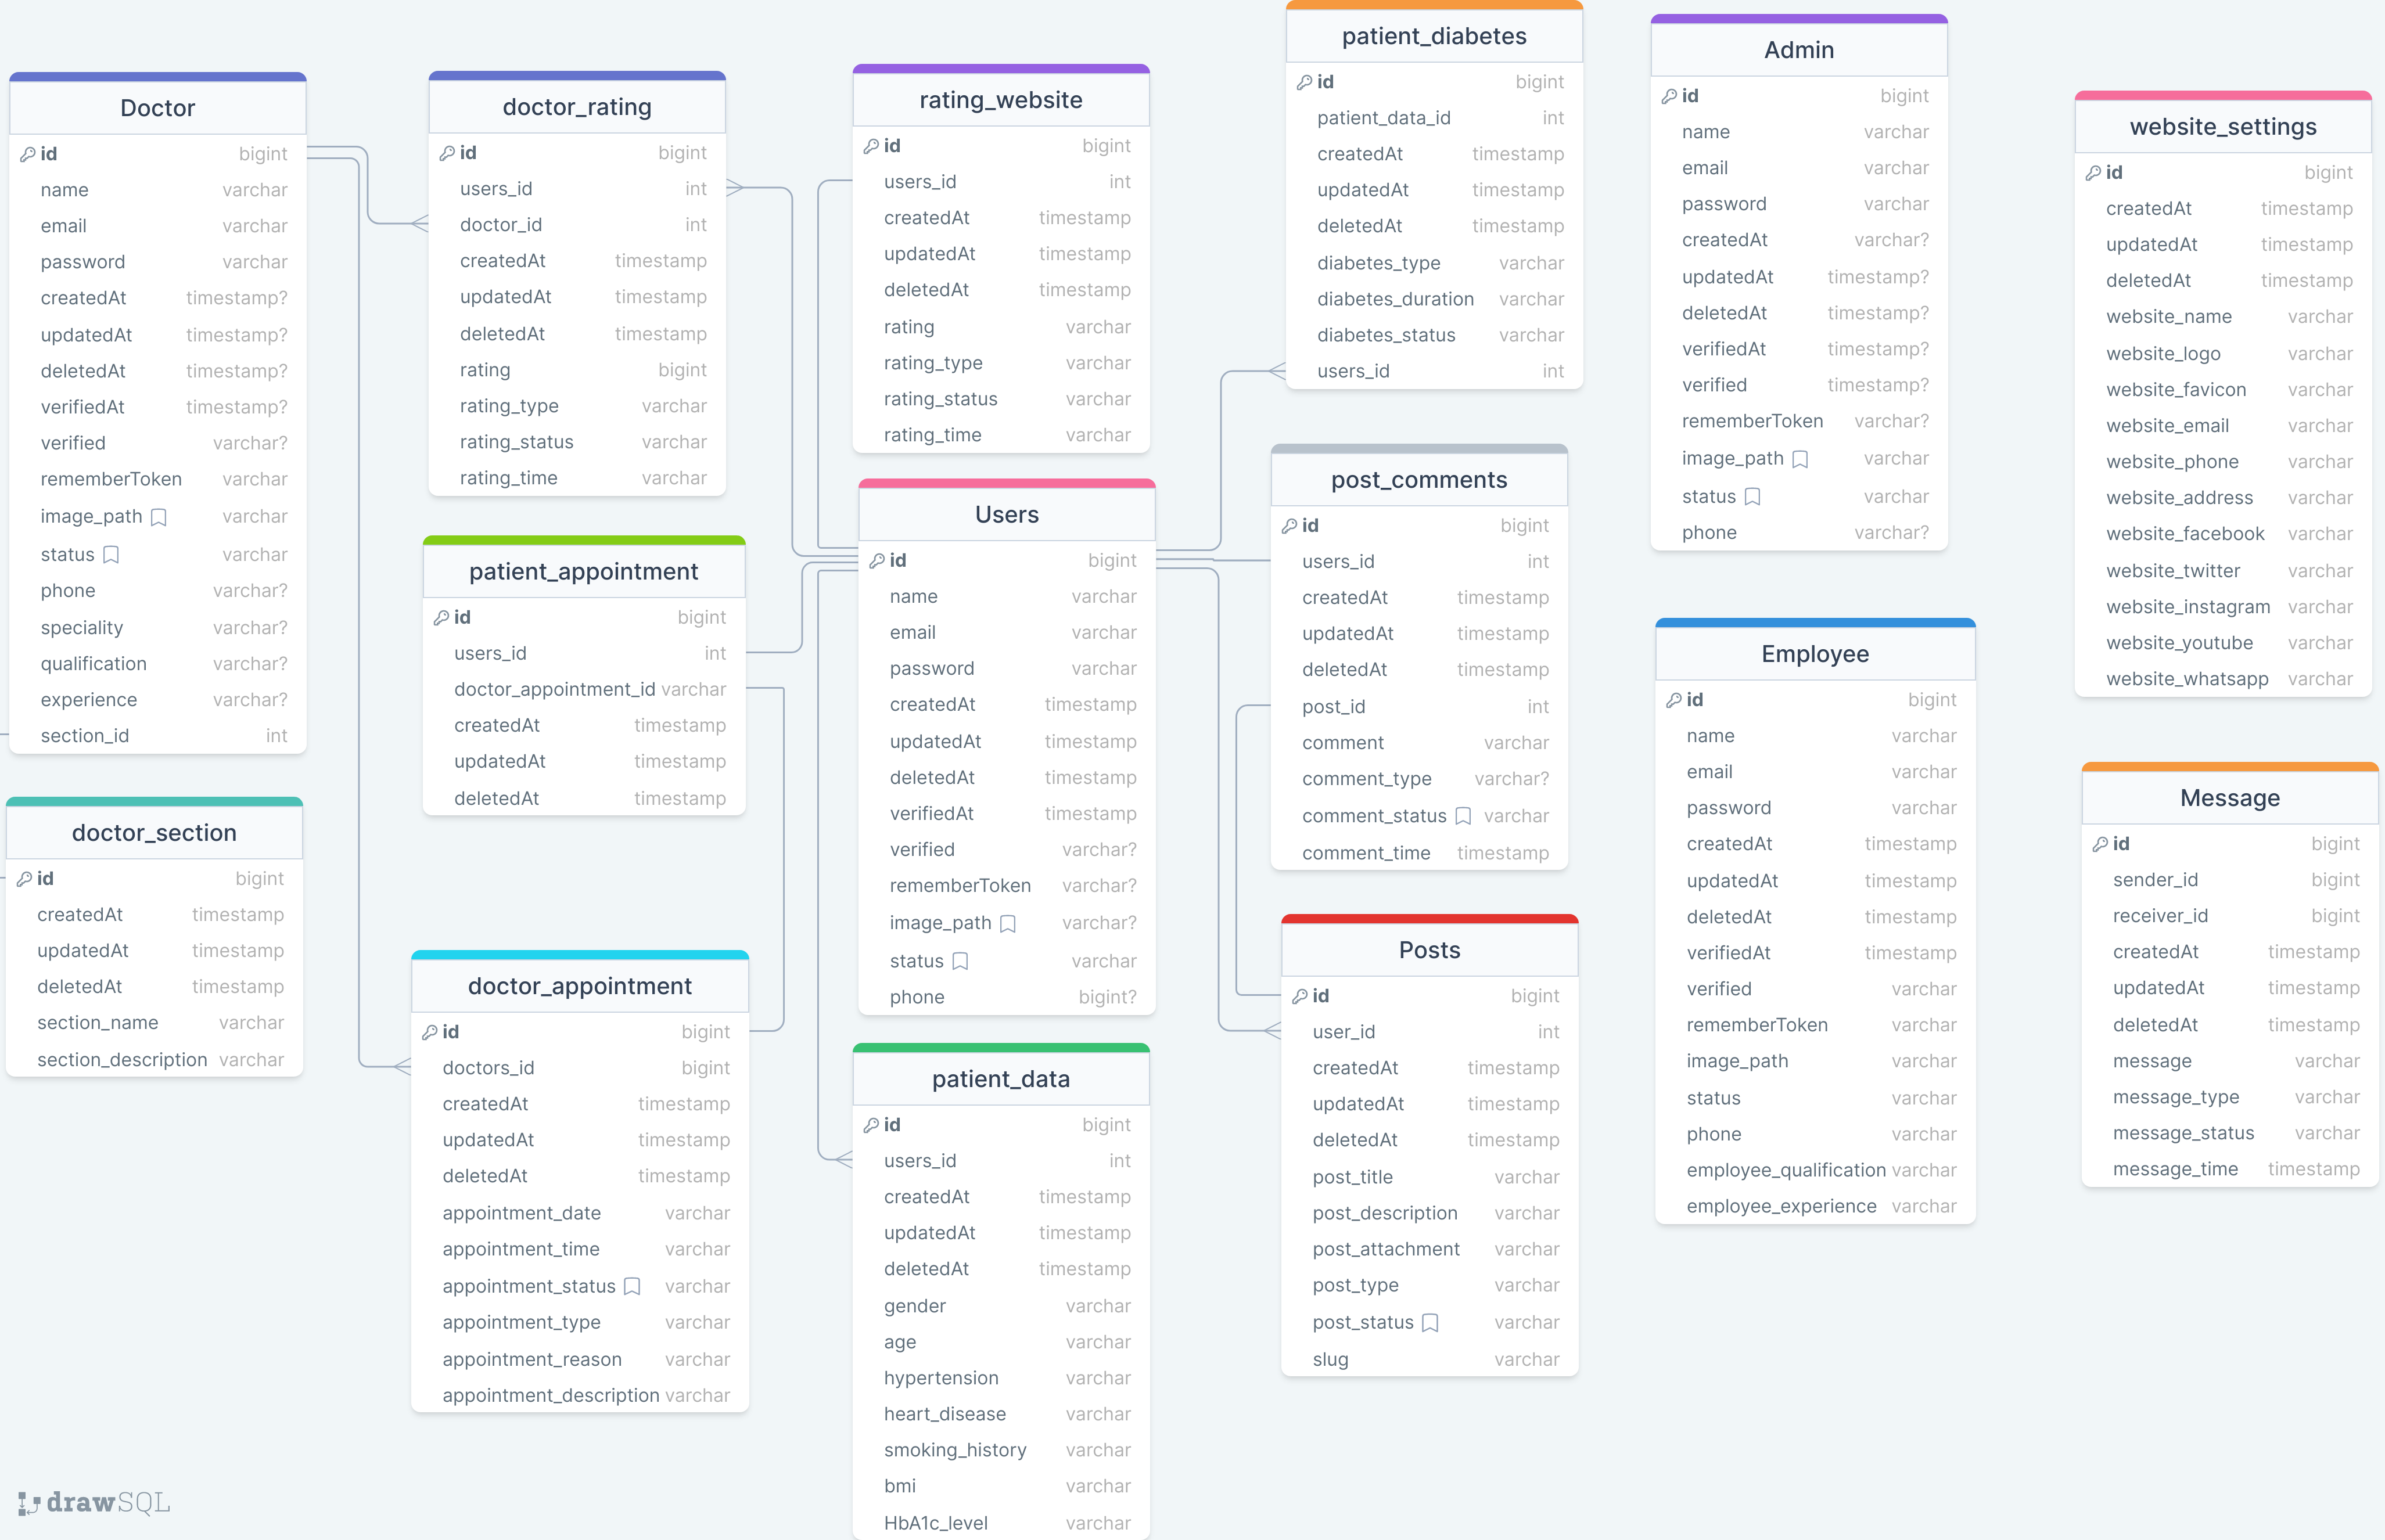 Doctor
id bigint
name varchar
email varchar
password varchar
createdAt timestamp?
updatedAt timestamp?
deletedAt timestamp?
verifiedAt timestamp?
verified varchar?
rememberToken varchar
image_path varchar
status varchar
phone varchar?
speciality varchar?
qualification varchar?
experience varchar?
section_id int
doctor_section
id bigint
createdAt timestamp
updatedAt timestamp
deletedAt timestamp
section_name varchar
section_description varchar
doctor_rating
id bigint
users_id int
doctor_id int
createdAt timestamp
updatedAt timestamp
deletedAt timestamp
rating bigint
rating_type varchar
rating_status varchar
rating_time varchar
patient_appointment
id bigint
users_id int
doctor_appointment_id varchar
createdAt timestamp
updatedAt timestamp
deletedAt timestamp
doctor_appointment
id bigint
doctors_id bigint
createdAt timestamp
updatedAt timestamp
deletedAt timestamp
appointment_date varchar
appointment_time varchar
appointment_status varchar
appointment_type varchar
appointment_reason varchar
appointment_description varchar
rating_website
id bigint
users_id int
createdAt timestamp
updatedAt timestamp
deletedAt timestamp
rating varchar
rating_type varchar
rating_status varchar
rating_time varchar
Users
id bigint
name varchar
email varchar
password varchar
createdAt timestamp
updatedAt timestamp
deletedAt timestamp
verifiedAt timestamp
verified varchar?
rememberToken varchar?
image_path varchar?
status varchar
phone bigint?
patient_data
id bigint
users_id int
createdAt timestamp
updatedAt timestamp
deletedAt timestamp
gender varchar
age varchar
hypertension varchar
heart_disease varchar
smoking_history varchar
bmi varchar
HbA1c_level varchar
patient_diabetes
id bigint
patient_data_id int
createdAt timestamp
updatedAt timestamp
deletedAt timestamp
diabetes_type varchar
diabetes_duration varchar
diabetes_status varchar
users_id int
post_comments
id bigint
users_id int
createdAt timestamp
updatedAt timestamp
deletedAt timestamp
post_id int
comment varchar
comment_type varchar?
comment_status varchar
comment_time timestamp
Posts
id bigint
user_id int
createdAt timestamp
updatedAt timestamp
deletedAt timestamp
post_title varchar
post_description varchar
post_attachment varchar
post_type varchar
post_status varchar
slug varchar
Admin
id bigint
name varchar
email varchar
password varchar
createdAt varchar?
updatedAt timestamp?
deletedAt timestamp?
verifiedAt timestamp?
verified timestamp?
rememberToken varchar?
image_path varchar
status varchar
phone varchar?
Employee
id bigint
name varchar
email varchar
password varchar
createdAt timestamp
updatedAt timestamp
deletedAt timestamp
verifiedAt timestamp
verified varchar
rememberToken varchar
image_path varchar
status varchar
phone varchar
employee_qualification varchar
employee_experience varchar
website_settings
id bigint
createdAt timestamp
updatedAt timestamp
deletedAt timestamp
website_name varchar
website_logo varchar
website_favicon varchar
website_email varchar
website_phone varchar
website_address varchar
website_facebook varchar
website_twitter varchar
website_instagram varchar
website_youtube varchar
website_whatsapp varchar
Message
id bigint
sender_id bigint
receiver_id bigint
createdAt timestamp
updatedAt timestamp
deletedAt timestamp
message varchar
message_type varchar
message_status varchar
message_time timestamp
drawSQL